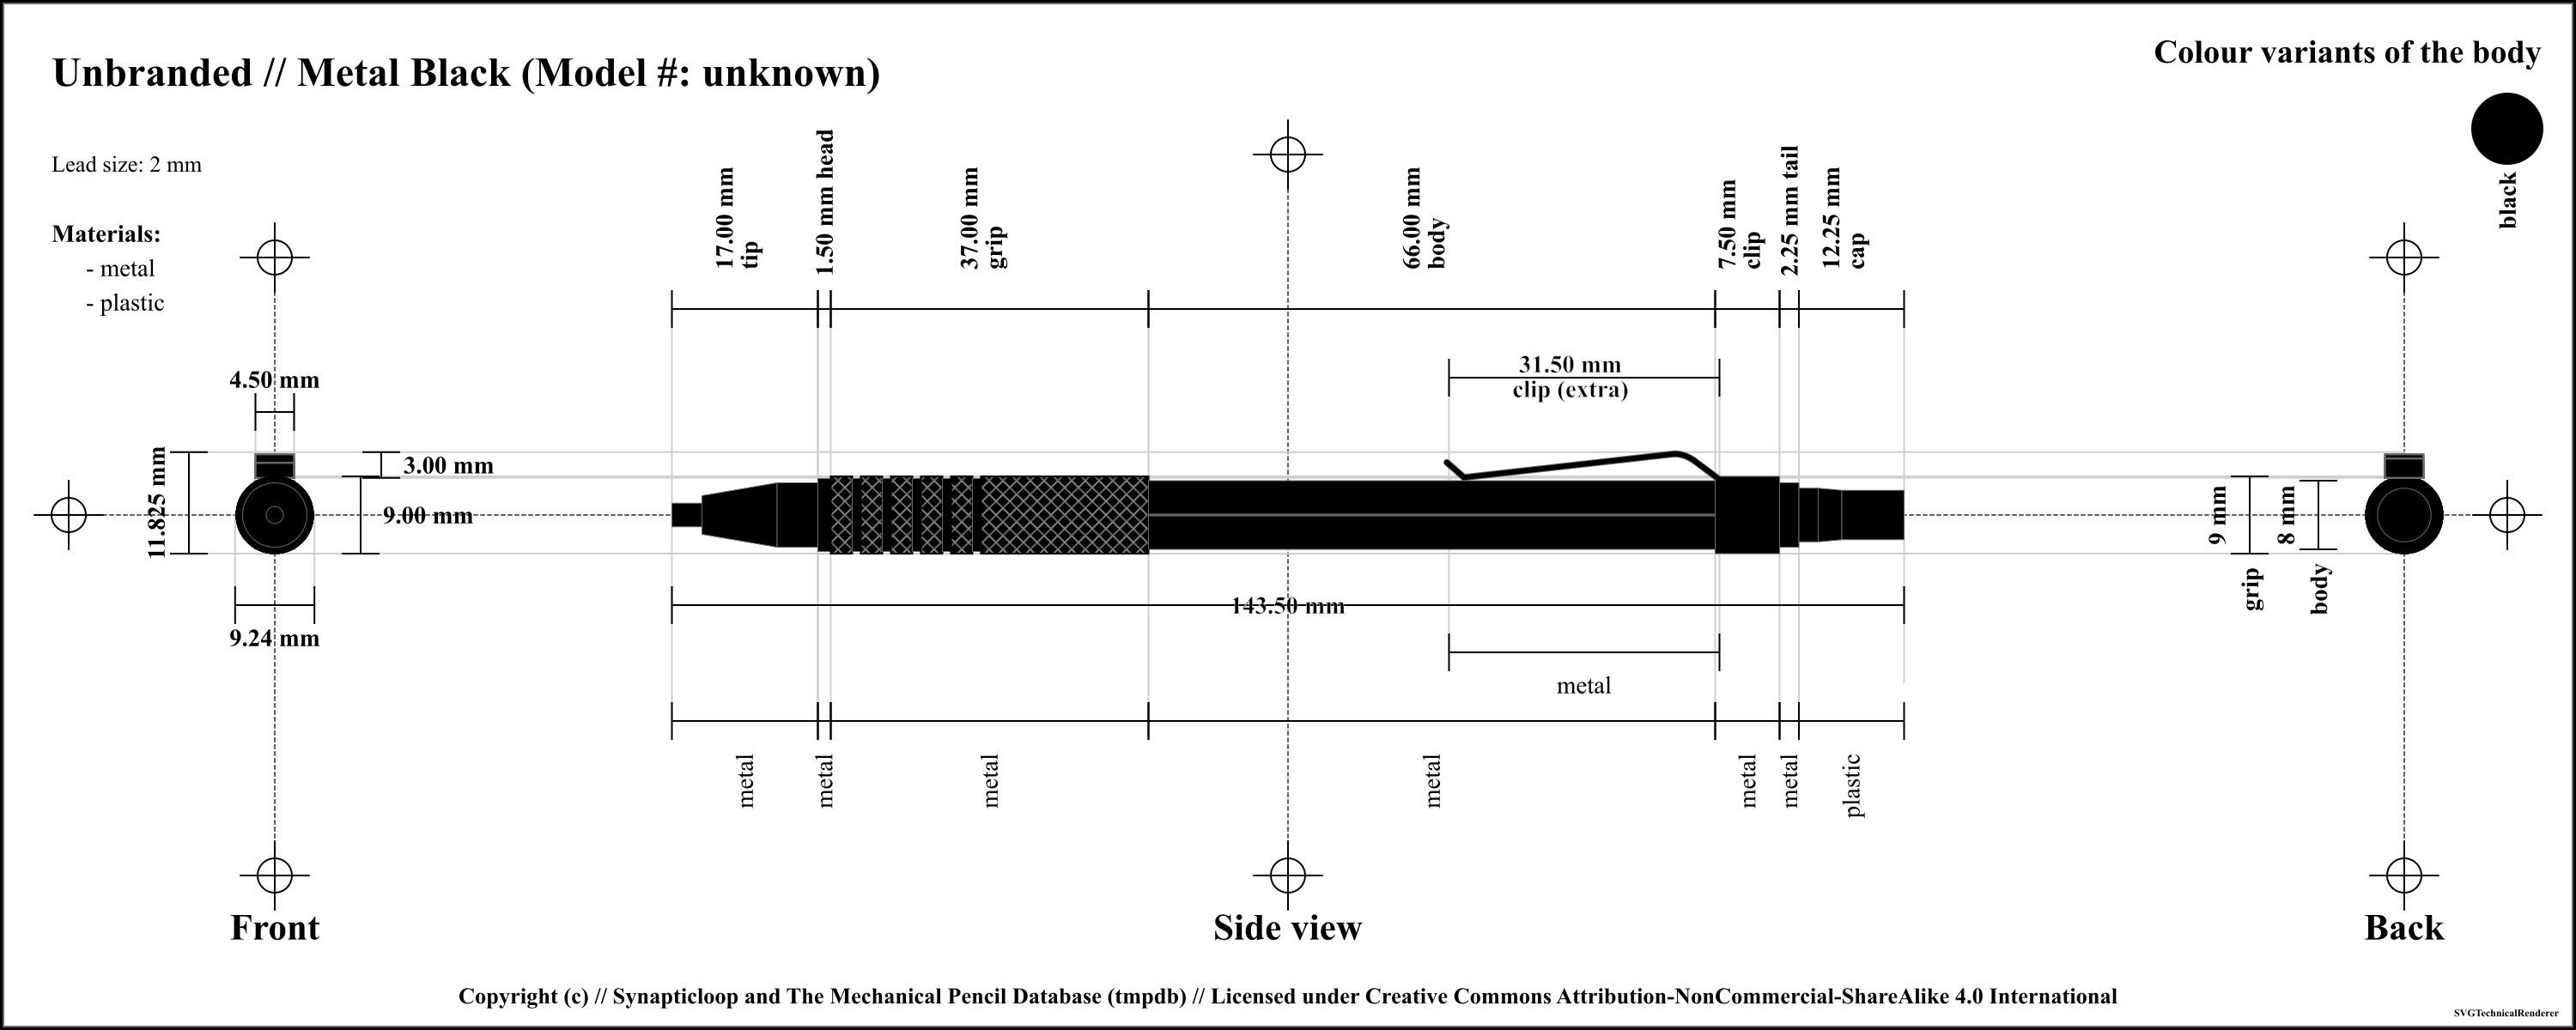 Unbranded // Metal Black (Model #: unknown)
Colour variants of the body
black
Lead size: 2 mm
Materials:
- metal
- plastic
17.00 mm
tip
1.50 mm head
37.00 mm
grip
66.00 mm
body
7.50 mm
clip
2.25 mm tail
12.25 mm
cap
31.50 mm
clip (extra)
4.50 mm
11.825 mm
3.00 mm
9.00 mm
9.24 mm
143.50 mm
9 mm
grip
8 mm
body
metal
metal
metal
metal
metal
metal
metal
plastic
Front
Side view
Back
Copyright (c) // Synapticloop and The Mechanical Pencil Database (tmpdb) // Licensed under Creative Commons Attribution-NonCommercial-ShareAlike 4.0 International
SVGTechnicalRenderer